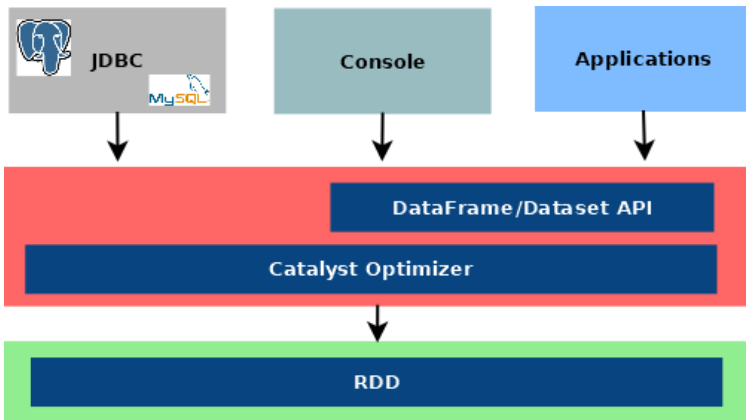 JDBC
MySQL
Console
Applications
DataFrame/Dataset API
Catalyst Optimizer
RDD